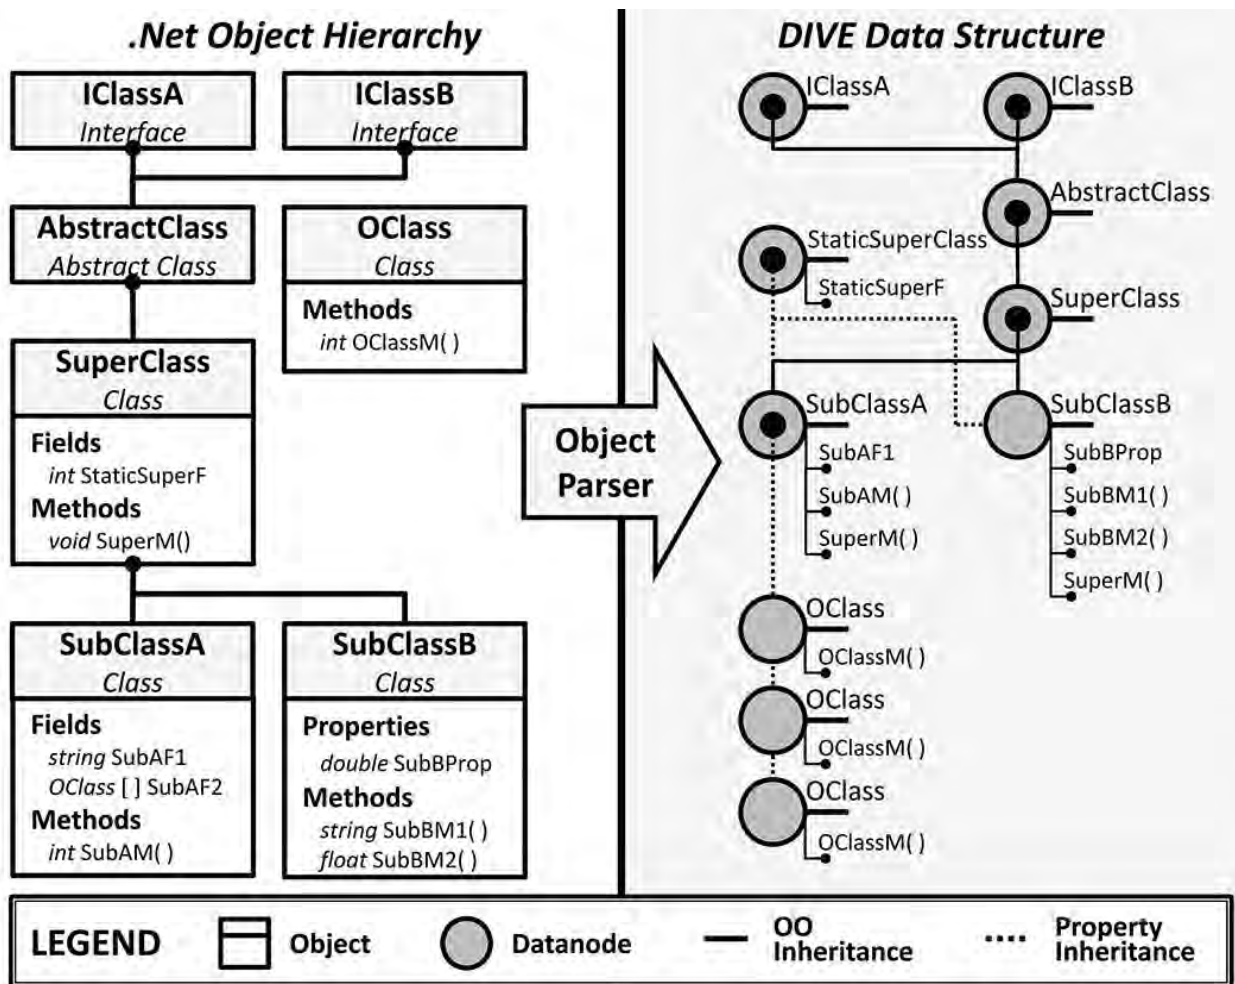 .Net Object Hierarchy
IClassA
Interface
IClassB
Interface
AbstractClass
Abstract Class
OClass
Class
Methods
int OClassM( )
SuperClass
Class
Fields
int StaticSuperF
Methods
void SuperM()
SubClassA
Class
Fields
string SubAF1
OClass [ ] SubAF2
Methods
int SubAM( )
SubClassB
Class
Properties
double SubBProp
Methods
string SubBM1( )
float SubBM2( )
Object
Parser
DIVE Data Structure
IClassA
IClassB
AbstractClass
StaticSuperClass
StaticSuperF
SuperClass
SubClassA
SubAF1
SubAM( )
SuperM( )
SubClassB
SubBProp
SubBM1( )
SubBM2( )
SuperM( )
OClass
OClassM( )
OClass
OClassM( )
OClass
OClassM( )
LEGEND
Object
Datanode
OO
Inheritance
Property
Inheritance